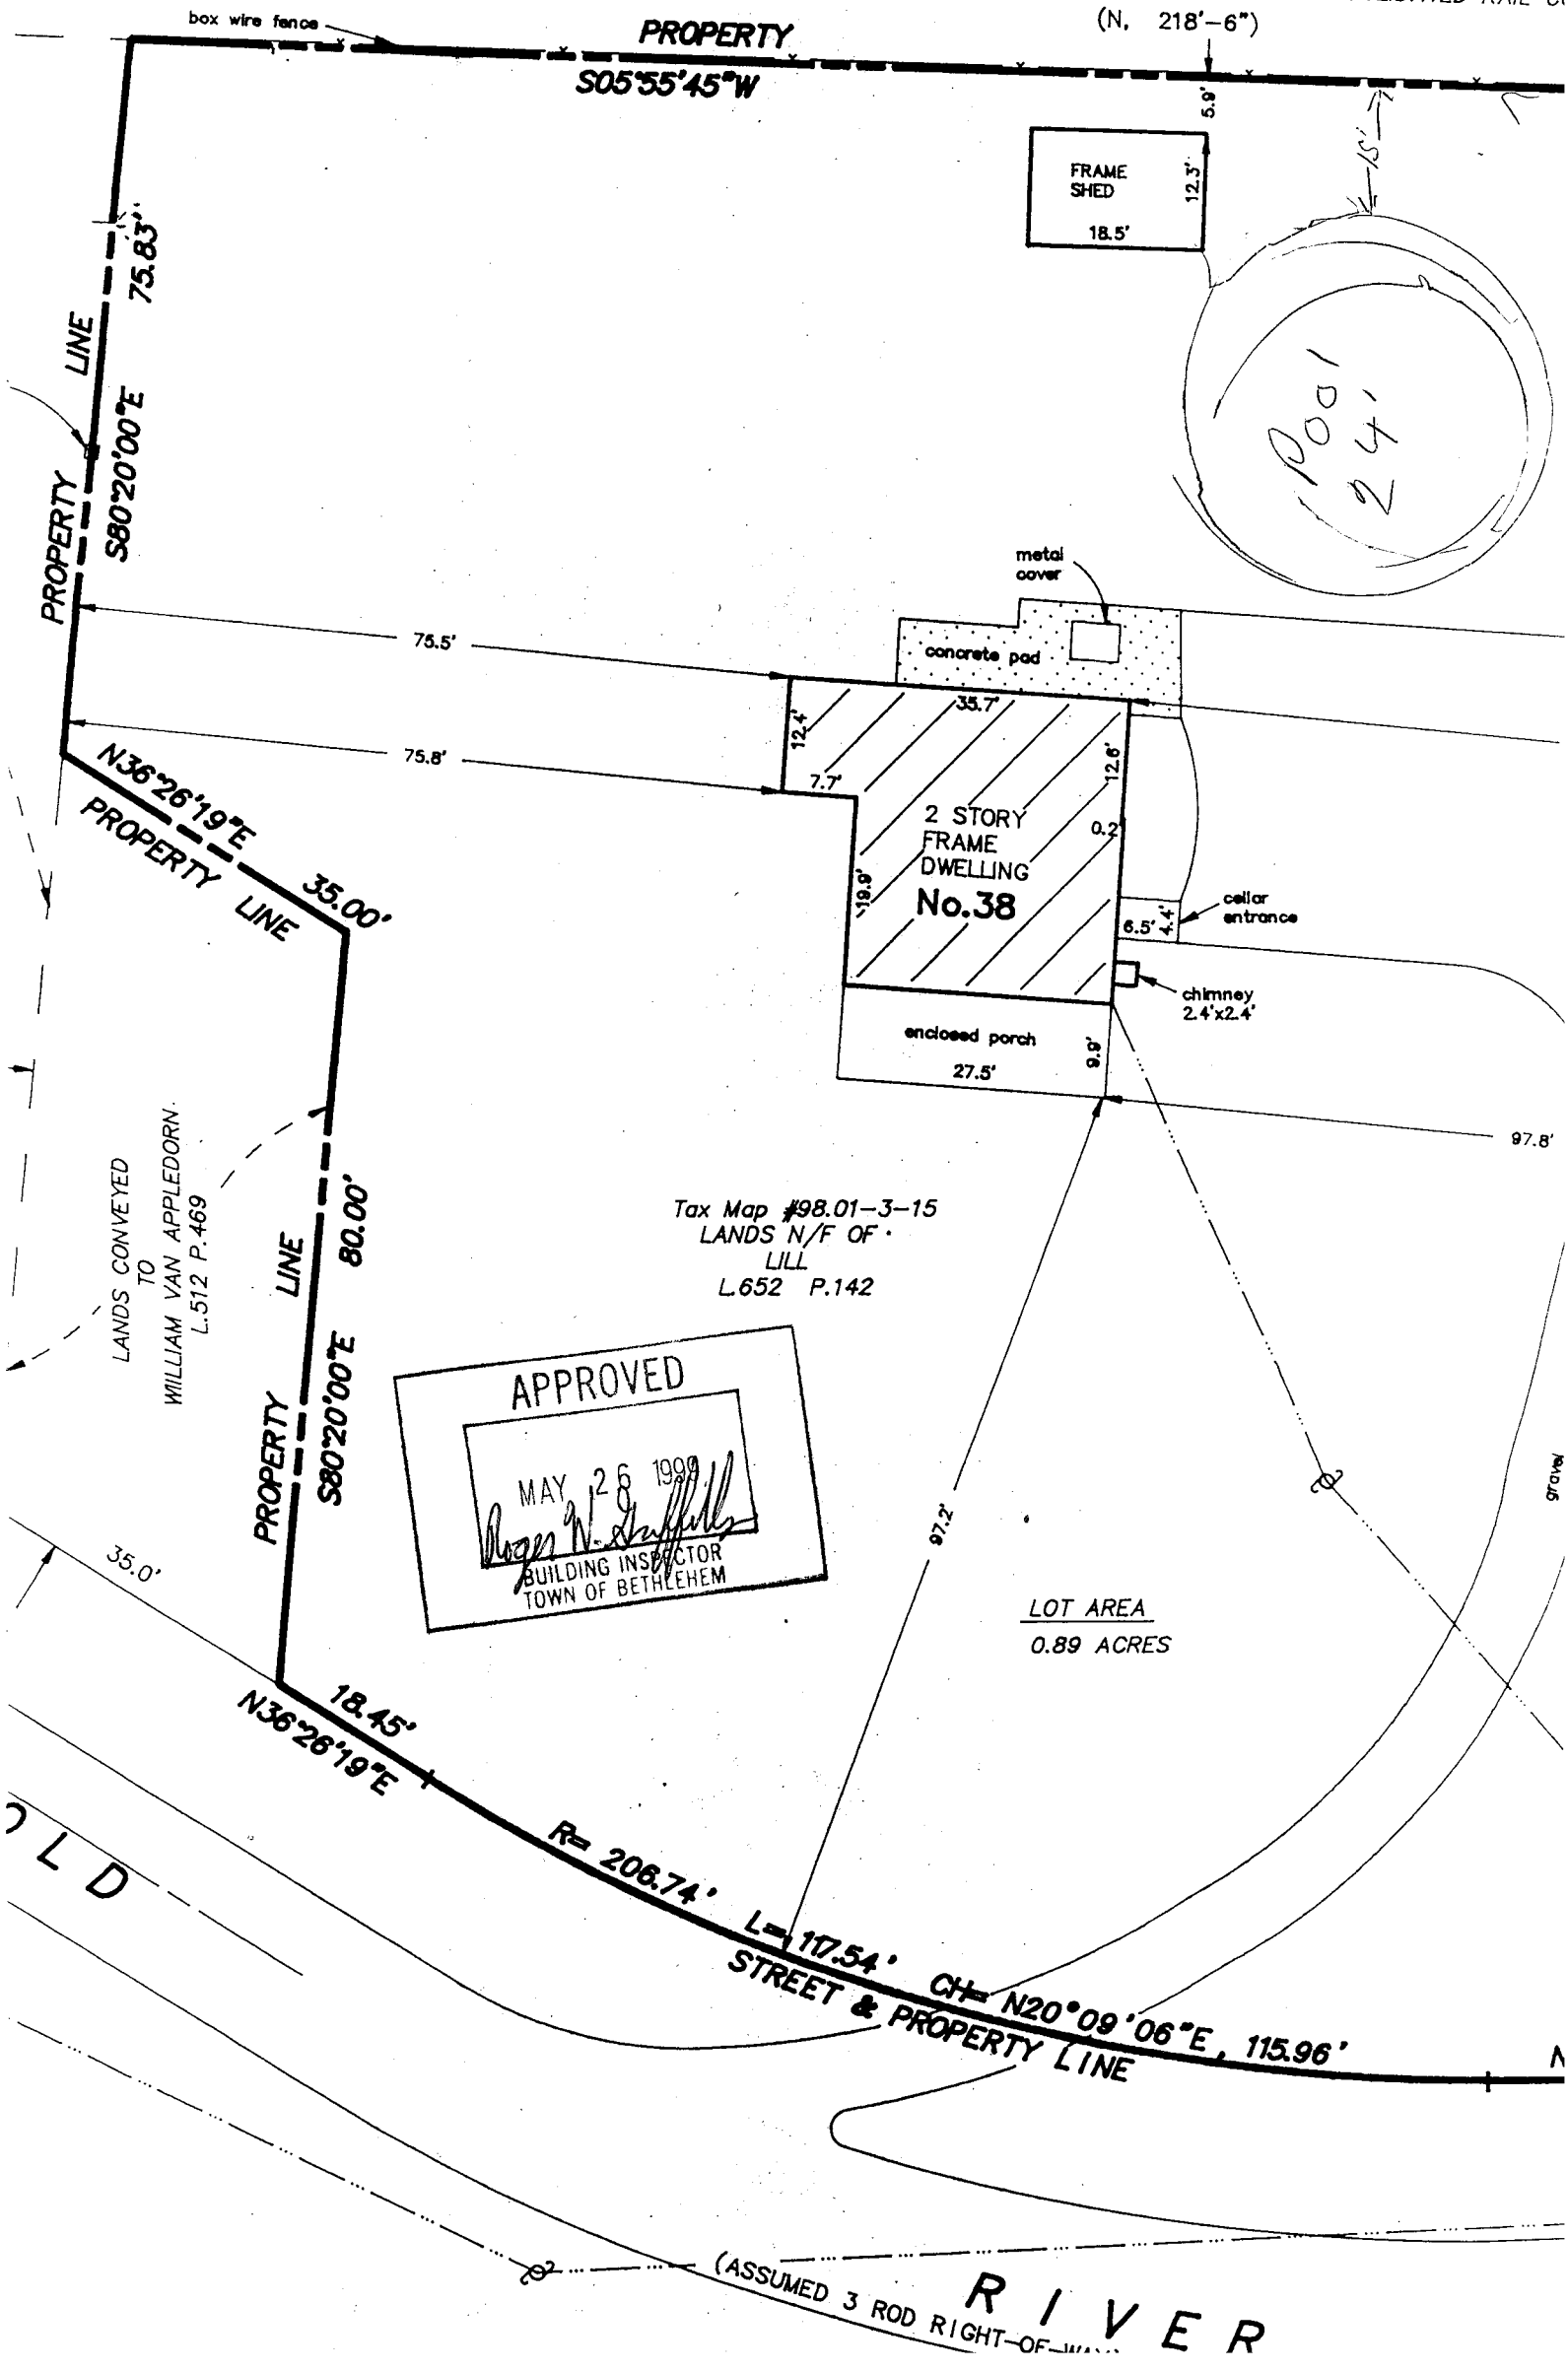 box wire fence
PROPERTY
(N. 218'-6")
S05°55'45"W
5.9'
15'
FRAME
SHED
12.3'
18.5'
75.83'
LINE
S80°20'00"E
PROPERTY
Pool
24'
metal
cover
concrete pad
75.5'
35.7'
12.4'
75.8'
7.7'
12.6'
N36°26'19"E
PROPERTY LINE
35.00'
2 STORY
FRAME
DWELLING
No.38
0.2'
19.9'
cellar
entrance
6.5'
4.4'
chimney
2.4'x2.4'
enclosed porch
27.5'
9.9'
97.8'
LANDS CONVEYED
TO
WILLIAM VAN APPLEDORN
L.512 P.469
80.00'
LINE
S80°20'00"E
PROPERTY
Tax Map #98.01-3-15
LANDS N/F OF
LILL
L.652 P.142
APPROVED
MAY 26 1999
BUILDING INSPECTOR
TOWN OF BETHLEHEM
97.2'
gravel
35.0'
LOT AREA
0.89 ACRES
18.45'
N36°26'19"E
R= 206.74' L= 117.54' CH= N20°09'06"E, 115.96'
STREET & PROPERTY LINE
N
OLD
RIVER
(ASSUMED 3 ROD RIGHT-OF-WAY)